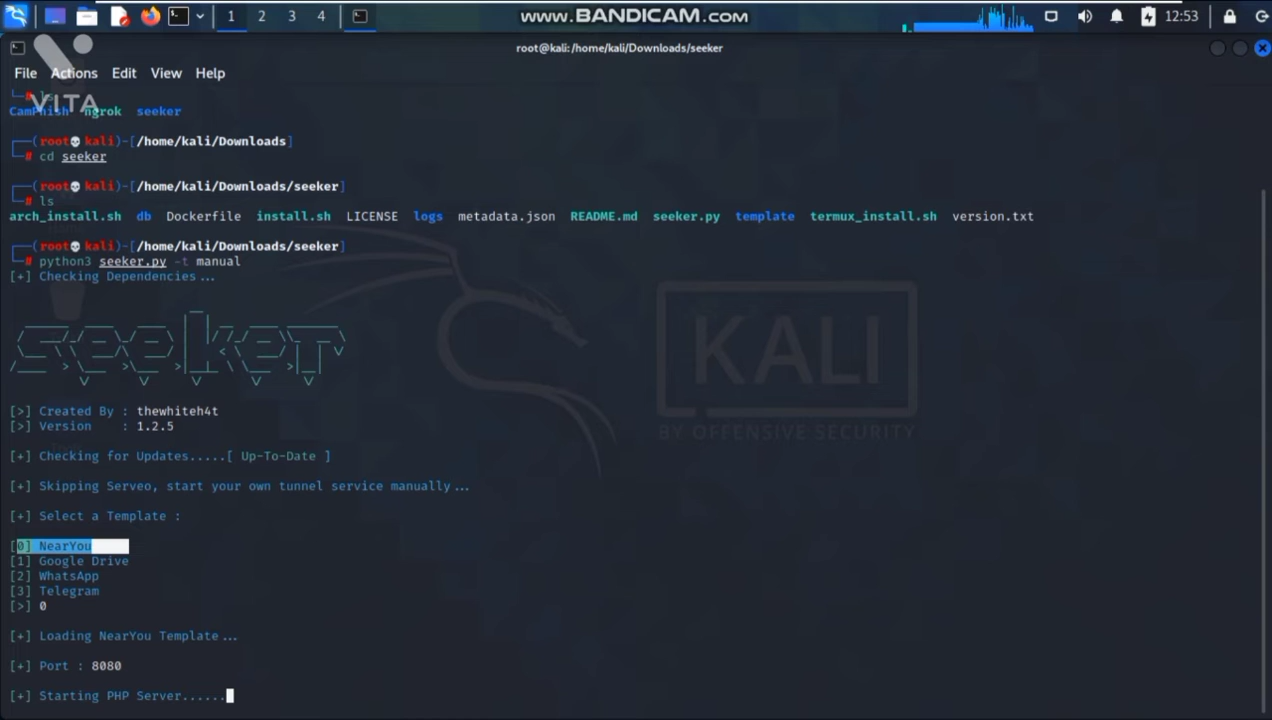 1 2 3 4 www.BANDICAM.com 12:53
root@kali:/home/kali/Downloads/seeker
File Actions Edit View Help
VITA
└─# ls
CamPhish ngrok seeker
┌──(root💀kali)-[/home/kali/Downloads]
└─# cd seeker
┌──(root💀kali)-[/home/kali/Downloads/seeker]
└─# ls
arch_install.sh db Dockerfile install.sh LICENSE logs metadata.json README.md seeker.py template termux_install.sh version.txt
┌──(root💀kali)-[/home/kali/Downloads/seeker]
└─# python3 seeker.py -t manual
[+] Checking Dependencies...
seeker
KALI
BY OFFENSIVE SECURITY
[>] Created By : thewhiteh4t
[>] Version : 1.2.5
[+] Checking for Updates.....[ Up-To-Date ]
[+] Skipping Serveo, start your own tunnel service manually...
[+] Select a Template :
[0] NearYou
[1] Google Drive
[2] WhatsApp
[3] Telegram
[>] 0
[+] Loading NearYou Template...
[+] Port : 8080
[+] Starting PHP Server......